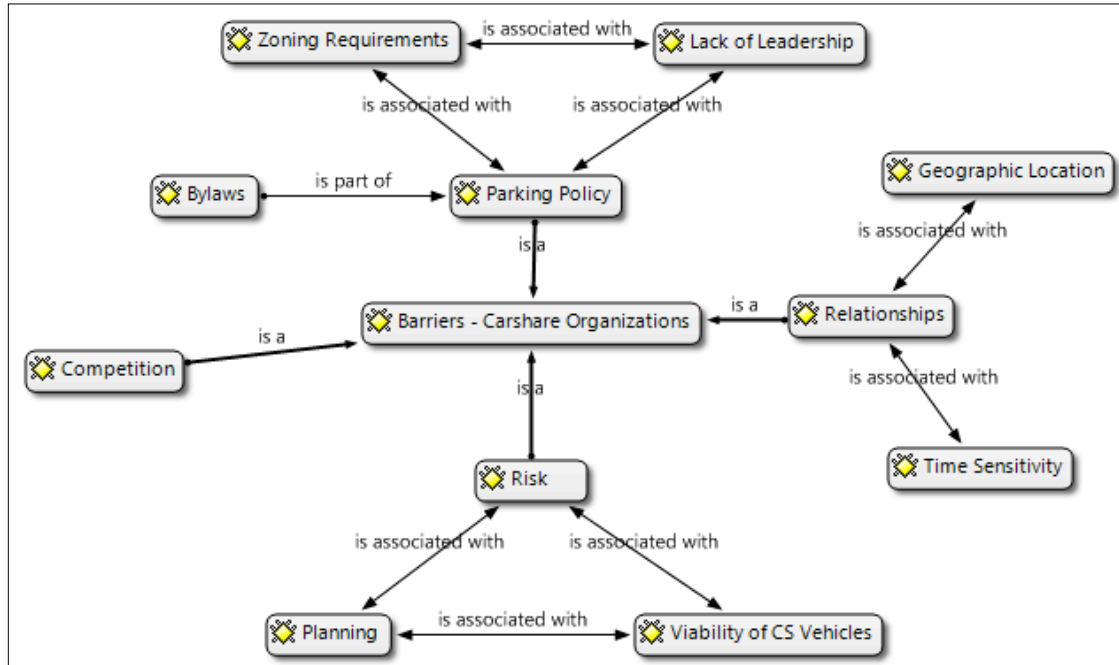 Zoning Requirements
is associated with
Lack of Leadership
is associated with
is associated with
Geographic Location
Bylaws
is part of
Parking Policy
is associated with
is a
Barriers - Carshare Organizations
is a
Relationships
is a
Competition
is associated with
is a
Time Sensitivity
Risk
is associated with
is associated with
Planning
is associated with
Viability of CS Vehicles